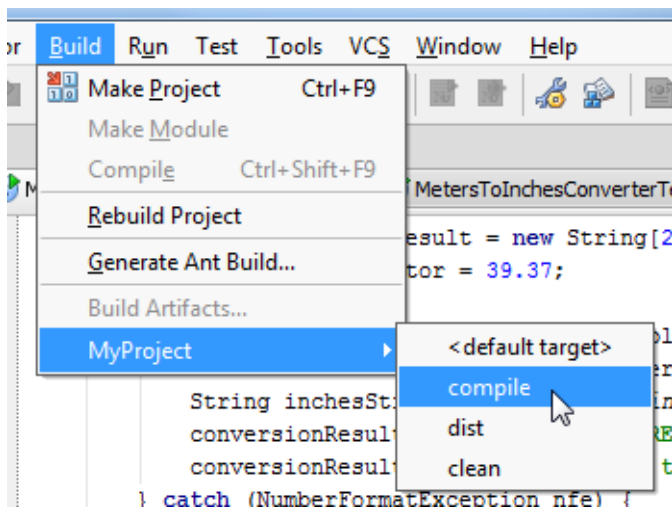 Build Run Test Tools VCS Window Help
Make Project Ctrl+F9
Make Module
Compile Ctrl+Shift+F9
MetersToInchesConverterTe
Rebuild Project
esult = new String[2
Generate Ant Build...
tor = 39.37;
Build Artifacts...
MyProject
<default target>
compile
String inchesSt
dist
conversionResul
clean
conversionResul
} catch (NumberFormatException nfe) {